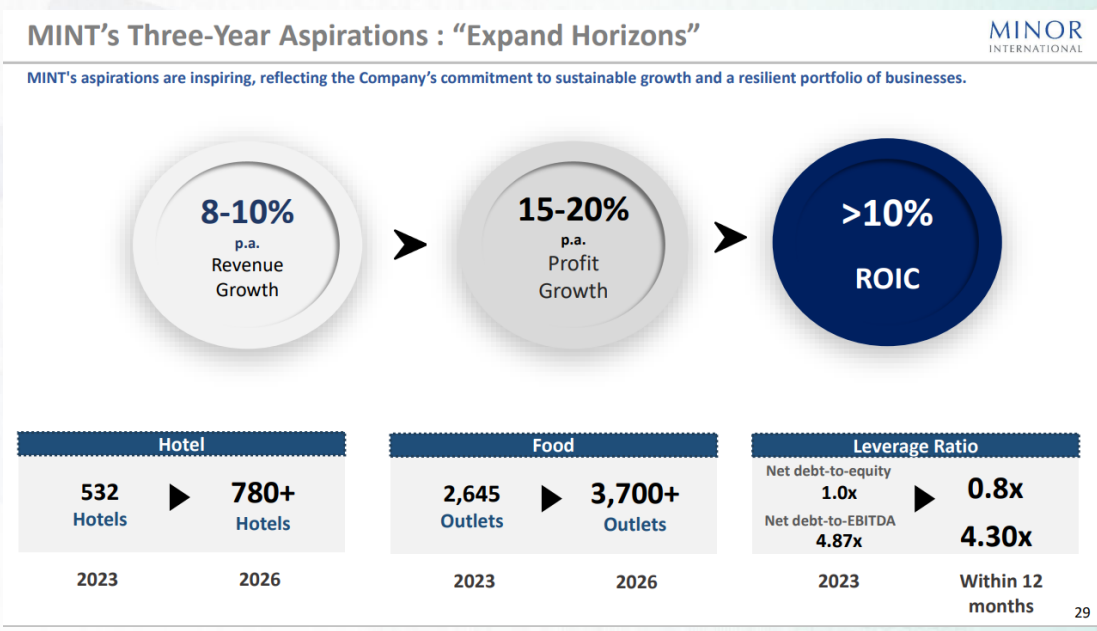 MINT’s Three-Year Aspirations : “Expand Horizons”
MINOR
INTERNATIONAL
MINT's aspirations are inspiring, reflecting the Company’s commitment to sustainable growth and a resilient portfolio of businesses.
8-10%
p.a.
Revenue
Growth
15-20%
p.a.
Profit
Growth
>10%
ROIC
Hotel
532
Hotels
780+
Hotels
2023
2026
Food
2,645
Outlets
3,700+
Outlets
2023
2026
Leverage Ratio
Net debt-to-equity
1.0x
0.8x
Net debt-to-EBITDA
4.87x
4.30x
2023
Within 12
months
29